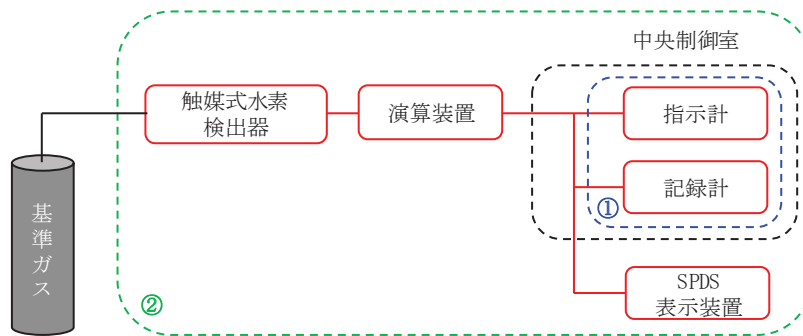 中央制御室
触媒式水素
検出器
演算装置
指示計
記録計
①
基準ガス
SPDS
表示装置
②